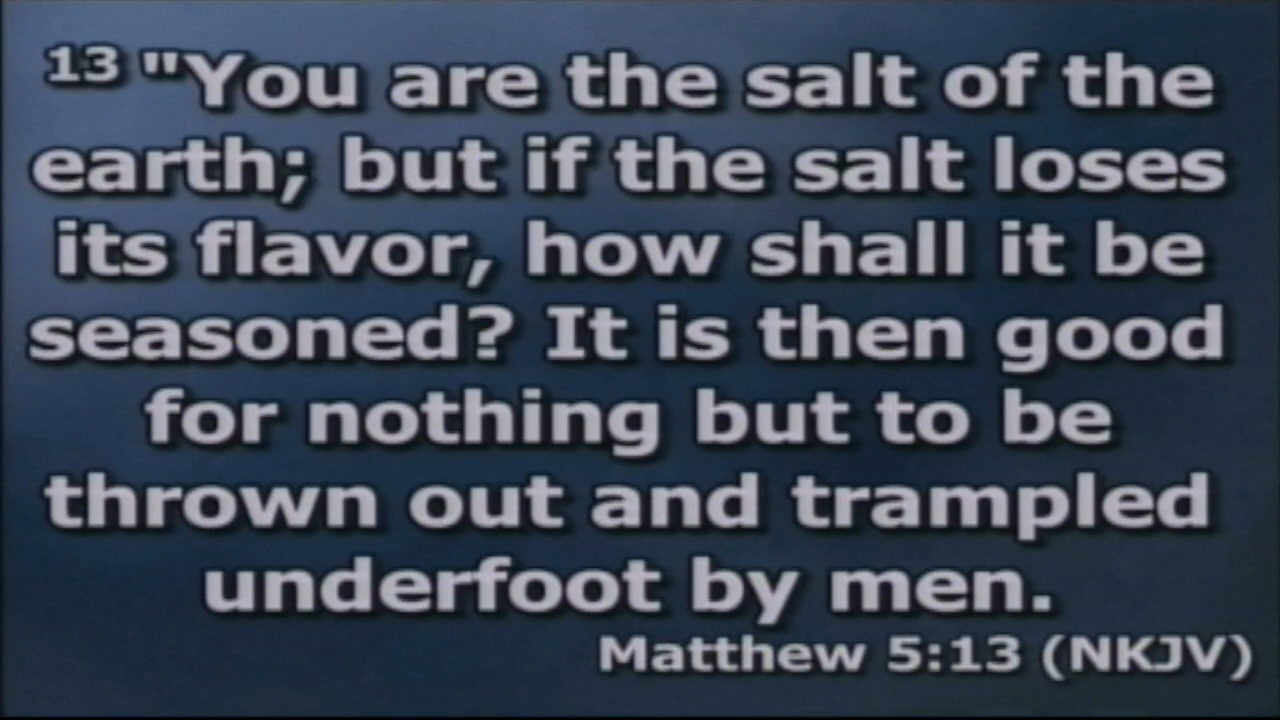 13 "You are the salt of the
earth; but if the salt loses
its flavor, how shall it be
seasoned? It is then good
for nothing but to be
thrown out and trampled
underfoot by men.
Matthew 5:13 (NKJV)